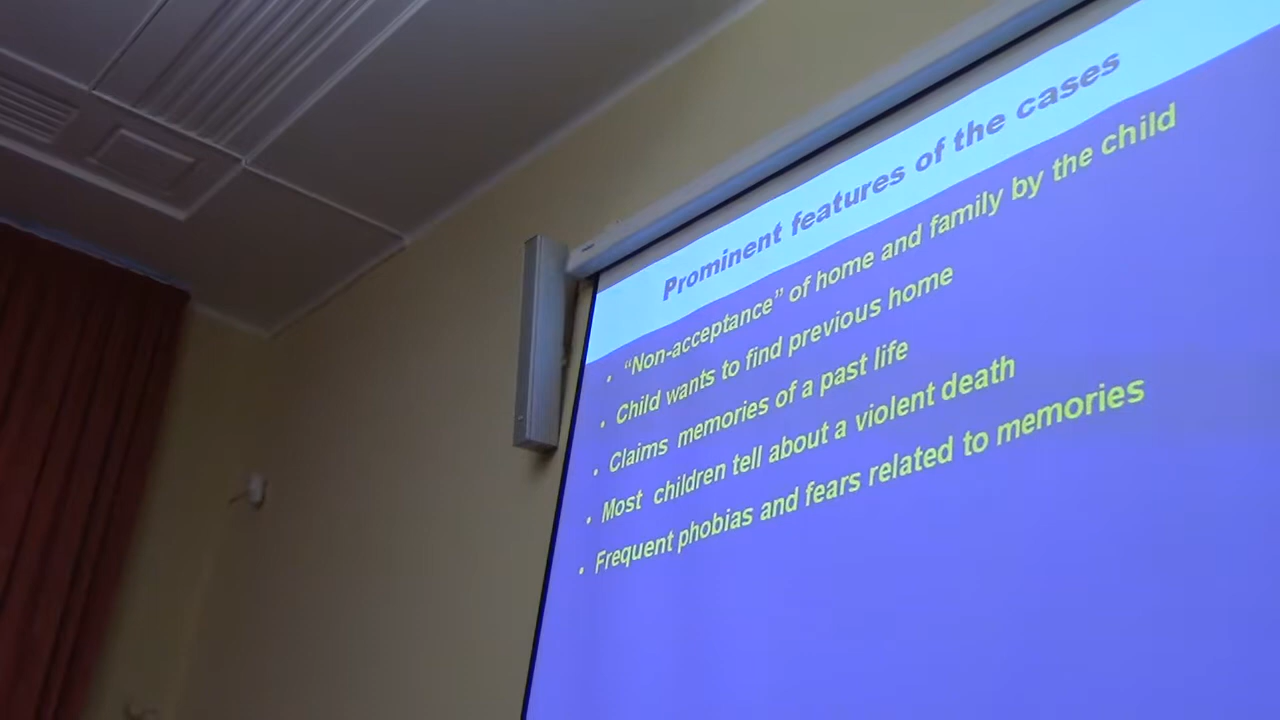 Prominent features of the cases
• “Non-acceptance” of home and family by the child
• Child wants to find previous home
• Claims memories of a past life
• Most children tell about a violent death
• Frequent phobias and fears related to memories